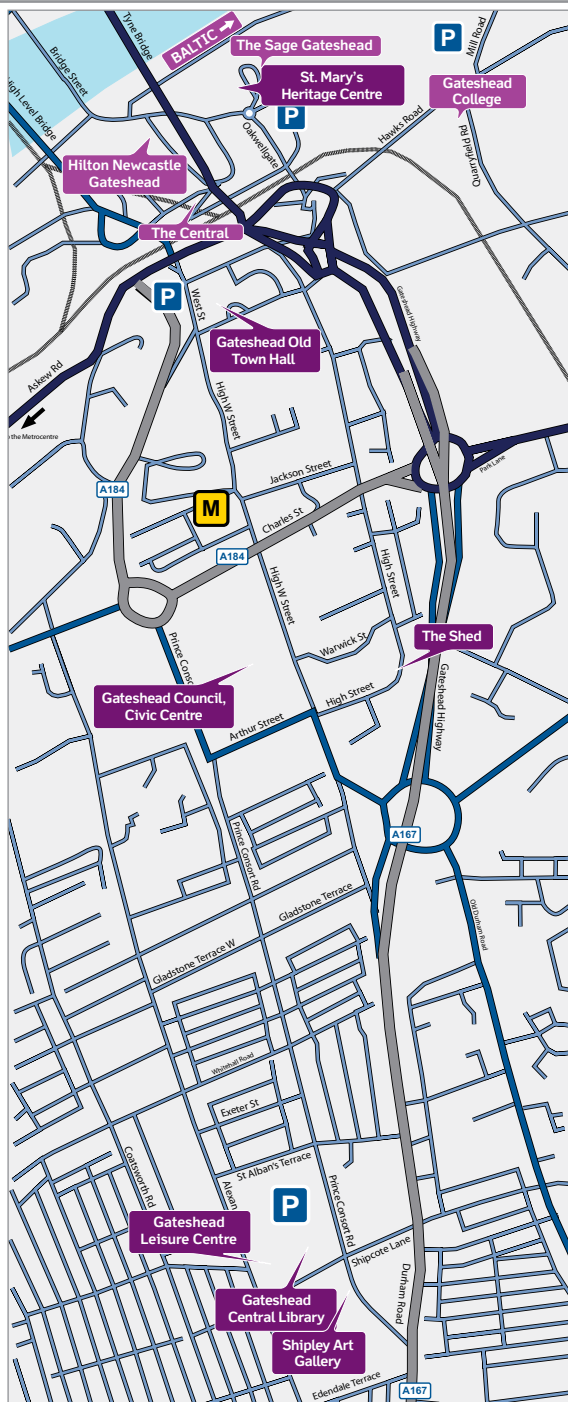 Tyne Bridge
Mill Road
BALTIC
The Sage Gateshead
P
Bridge Street
St. Mary's
Heritage Centre
Gateshead
College
High Level Bridge
P
Oakwellgate
Hawks Road
Quarryfield Rd
Hilton Newcastle
Gateshead
The Central
P
West St
Gateshead Highway
Gateshead Old
Town Hall
Askew Rd
the Metrocentre
High W Street
Jackson Street
Park Lane
A184
M
Charles St
A184
High W Street
High Street
Prince Conso
Warwick St
The Shed
Gateshead Council,
Civic Centre
High Street
Gateshead Highway
Arthur Street
A167
Prince Consort Rd
Gladstone Terrace
Old Durham Road
Gladstone Terrace W
Whitehall Road
Exeter St
Coatsworth Rd
St Alban's Terrace
Alexan
P
Prince Consort Rd
Gateshead
Leisure Centre
Shipcote Lane
Durham Road
Gateshead
Central Library
Shipley Art
Gallery
Edendale Terrace
A167